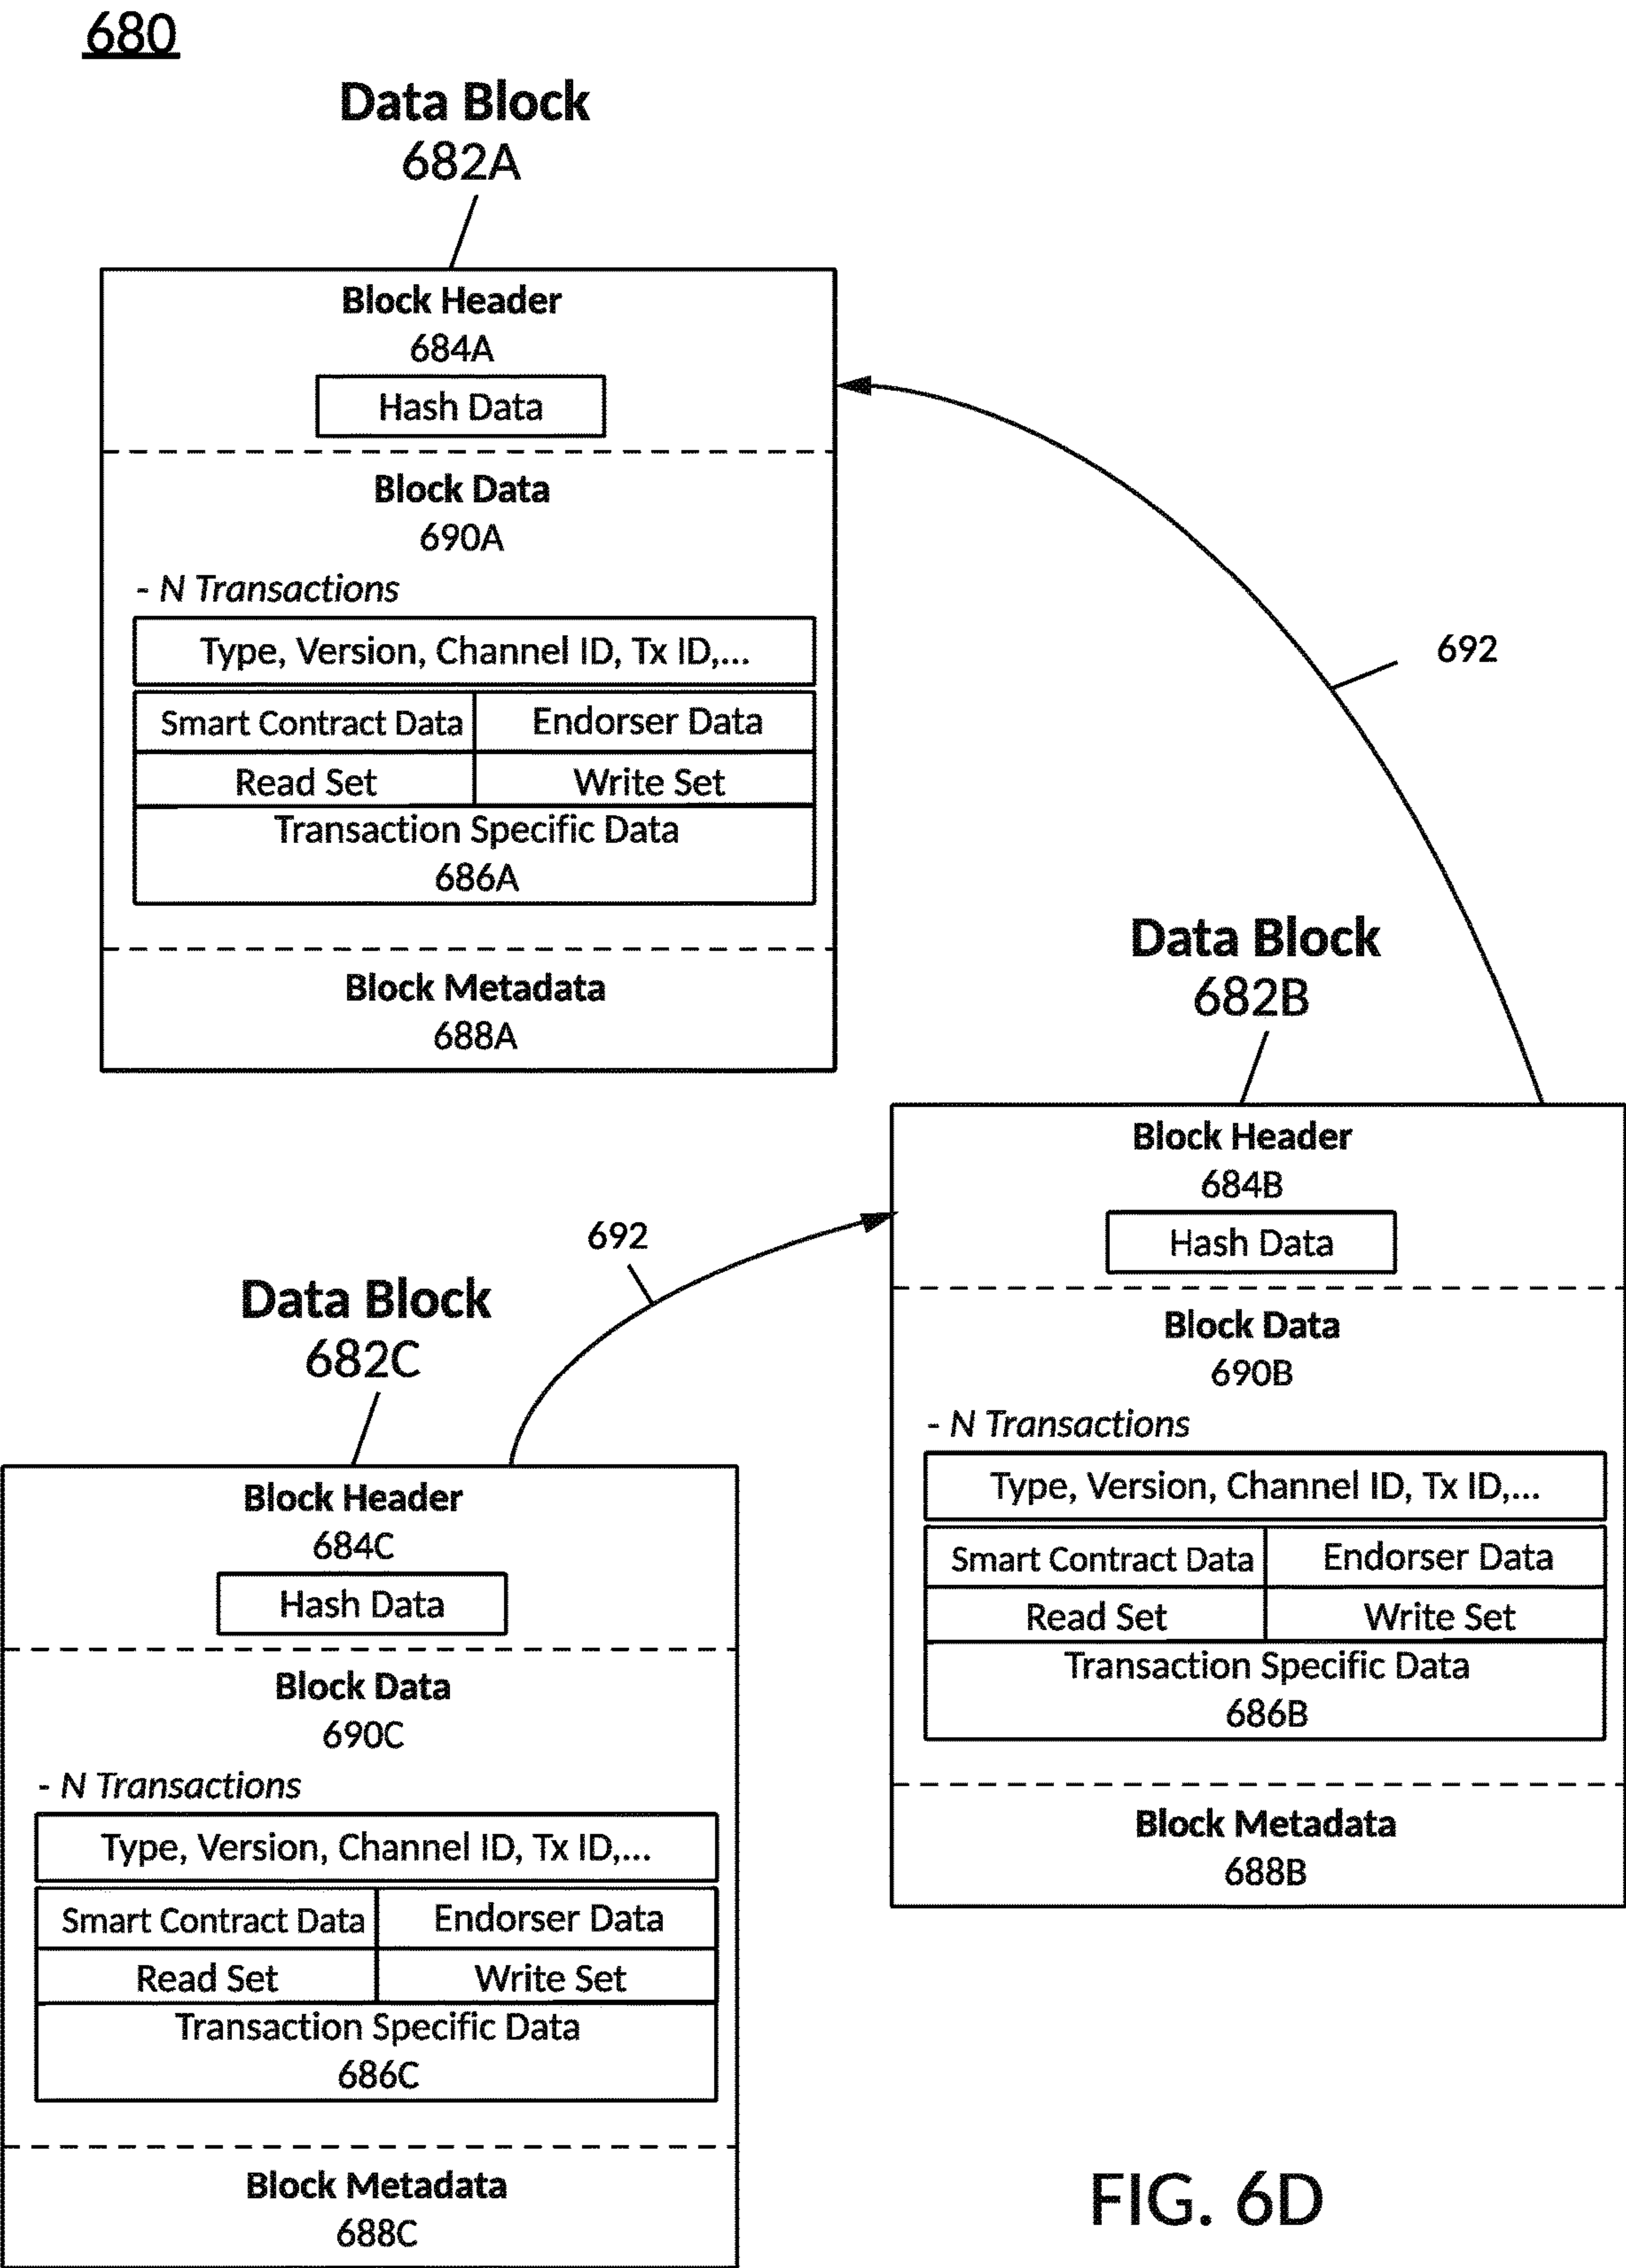 680
Data Block
682A
Block Header
684A
Hash Data
Block Data
690A
- N Transactions
Type, Version, Channel ID, Tx ID,...
Smart Contract Data Endorser Data
Read Set Write Set
Transaction Specific Data
686A
Block Metadata
688A
692
Data Block
682B
Block Header
684B
Hash Data
Block Data
690B
- N Transactions
Type, Version, Channel ID, Tx ID,...
Smart Contract Data Endorser Data
Read Set Write Set
Transaction Specific Data
686B
Block Metadata
688B
692
Data Block
682C
Block Header
684C
Hash Data
Block Data
690C
- N Transactions
Type, Version, Channel ID, Tx ID,...
Smart Contract Data Endorser Data
Read Set Write Set
Transaction Specific Data
686C
Block Metadata
688C
FIG. 6D